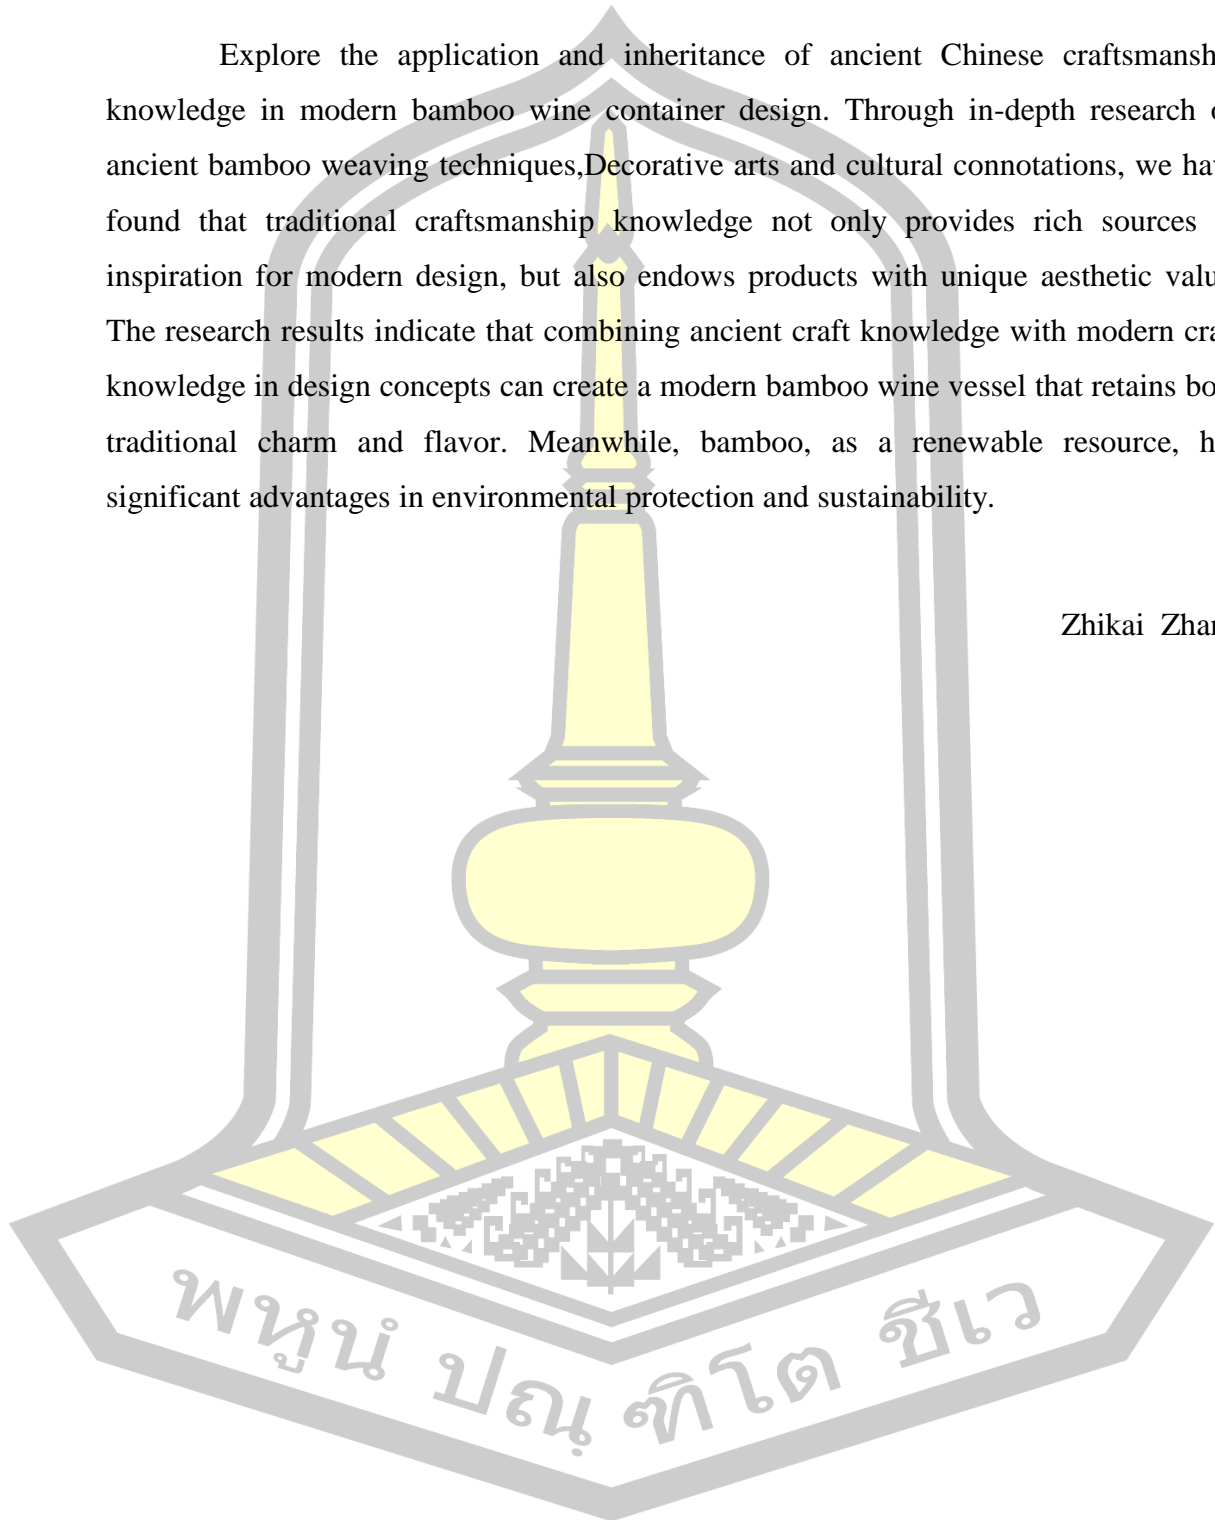 Explore the application and inheritance of ancient Chinese craftsmansh
knowledge in modern bamboo wine container design. Through in-depth research o
ancient bamboo weaving techniques,Decorative arts and cultural connotations, we hav
found that traditional craftsmanship knowledge not only provides rich sources
inspiration for modern design, but also endows products with unique aesthetic valu
The research results indicate that combining ancient craft knowledge with modern cra
knowledge in design concepts can create a modern bamboo wine vessel that retains bo
traditional charm and flavor. Meanwhile, bamboo, as a renewable resource, h
significant advantages in environmental protection and sustainability.
Zhikai Zhan
พหูนํ ปณฺฑิโต ชีเว